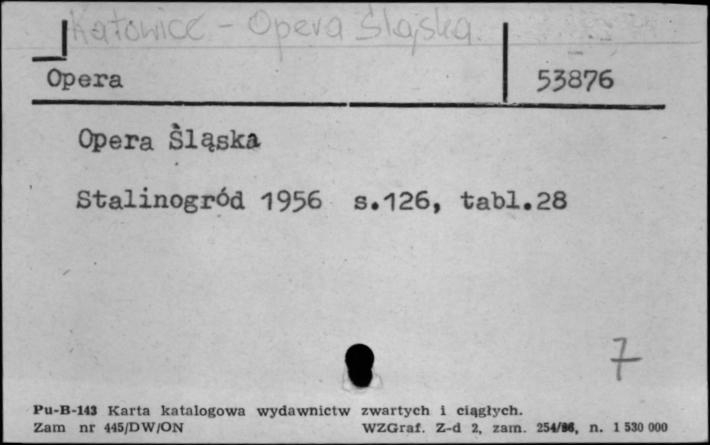 Katowice - Opera Śląska
Opera 53876
Opera Śląska
Stalinogród 1956 s.126, tabl.28
7
Pu-B-143 Karta katalogowa wydawnictw zwartych i ciągłych.
Zam nr 445/DW/ON WZGraf. Z-d 2, zam. 254/86, n. 1 530 000